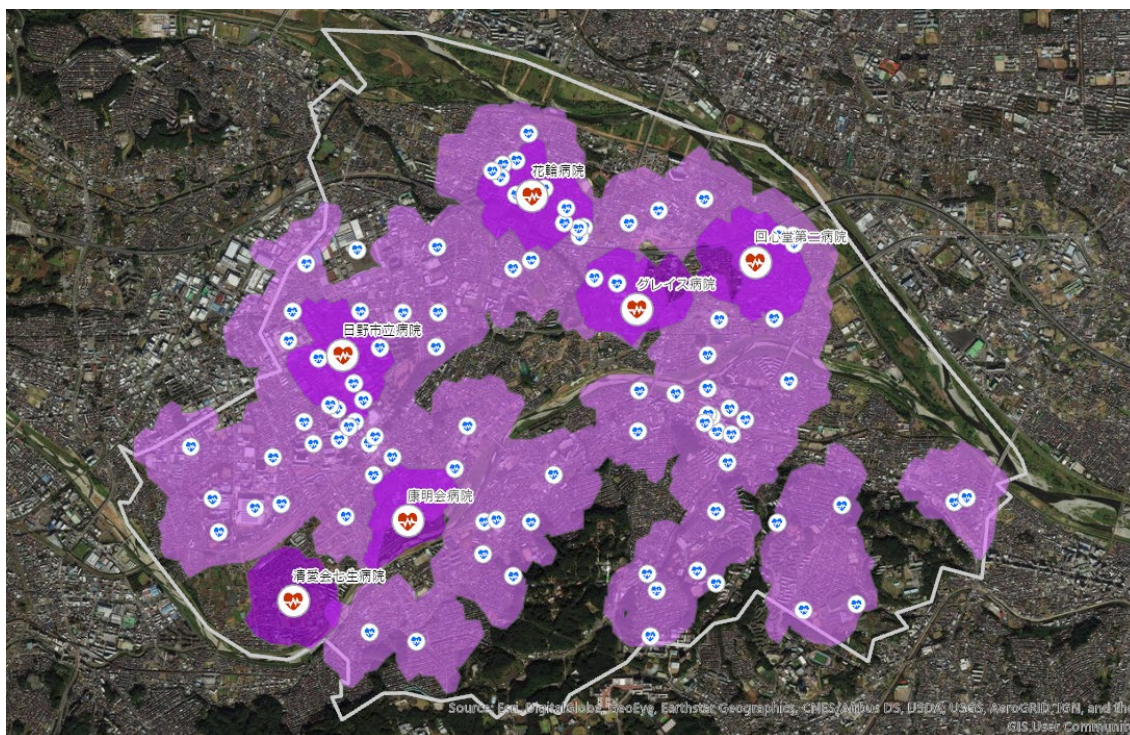 花輪病院
回心堂第二病院
グレイス病院
日野市立病院
康明会病院
清愛会七生病院
Source: Esri, DigitalGlobe, GeoEye, Earthstar Geographics, CNES/Airbus DS, USDA, USGS, AeroGRID, IGN, and the
GIS User Community